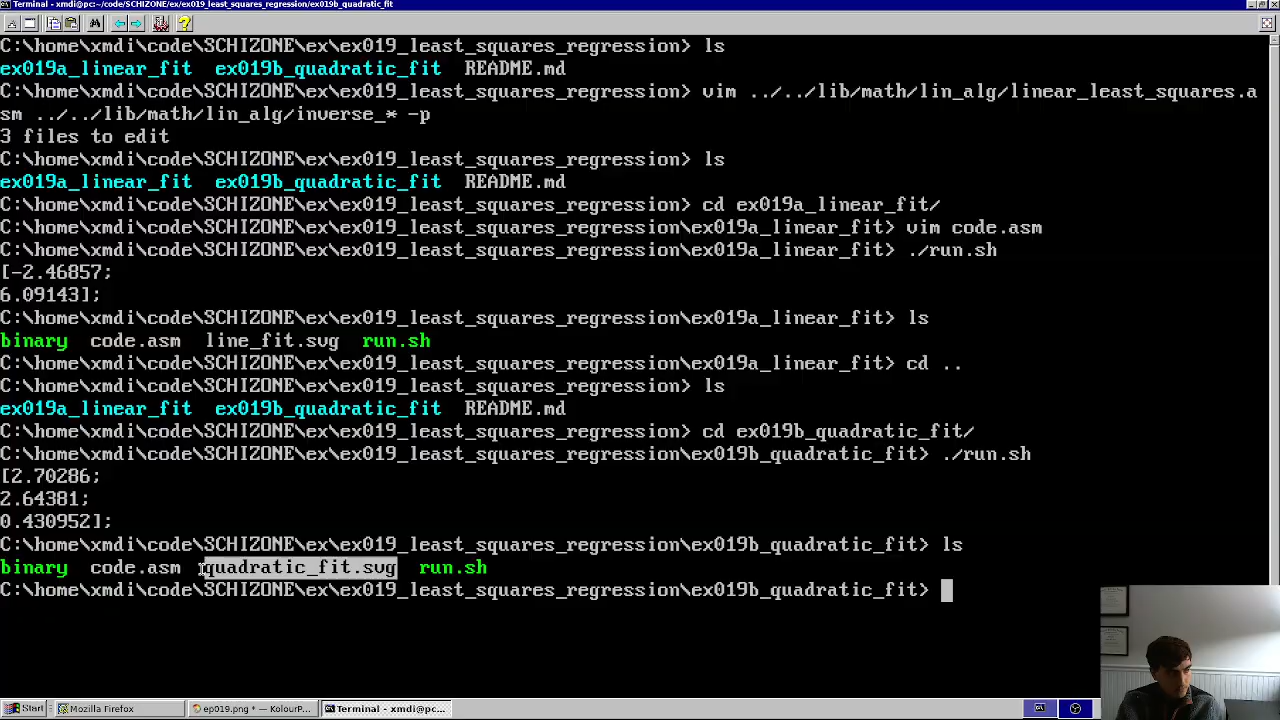 Terminal - xmdi@pc:~/code/SCHIZONE/ex/ex019_least_squares_regression/ex019b_quadratic_fit
C:\home\xmdi\code\SCHIZONE\ex\ex019_least_squares_regression> ls
ex019a_linear_fit  ex019b_quadratic_fit  README.md
C:\home\xmdi\code\SCHIZONE\ex\ex019_least_squares_regression> vim ../../lib/math/lin_alg/linear_least_squares.a
sm ../../lib/math/lin_alg/inverse_* -p
3 files to edit
C:\home\xmdi\code\SCHIZONE\ex\ex019_least_squares_regression> ls
ex019a_linear_fit  ex019b_quadratic_fit  README.md
C:\home\xmdi\code\SCHIZONE\ex\ex019_least_squares_regression> cd ex019a_linear_fit/
C:\home\xmdi\code\SCHIZONE\ex\ex019_least_squares_regression\ex019a_linear_fit> vim code.asm
C:\home\xmdi\code\SCHIZONE\ex\ex019_least_squares_regression\ex019a_linear_fit> ./run.sh
[-2.46857;
6.09143];
C:\home\xmdi\code\SCHIZONE\ex\ex019_least_squares_regression\ex019a_linear_fit> ls
binary  code.asm  line_fit.svg  run.sh
C:\home\xmdi\code\SCHIZONE\ex\ex019_least_squares_regression\ex019a_linear_fit> cd ..
C:\home\xmdi\code\SCHIZONE\ex\ex019_least_squares_regression> ls
ex019a_linear_fit  ex019b_quadratic_fit  README.md
C:\home\xmdi\code\SCHIZONE\ex\ex019_least_squares_regression> cd ex019b_quadratic_fit/
C:\home\xmdi\code\SCHIZONE\ex\ex019_least_squares_regression\ex019b_quadratic_fit> ./run.sh
[2.70286;
2.64381;
0.430952];
C:\home\xmdi\code\SCHIZONE\ex\ex019_least_squares_regression\ex019b_quadratic_fit> ls
binary  code.asm  quadratic_fit.svg  run.sh
C:\home\xmdi\code\SCHIZONE\ex\ex019_least_squares_regression\ex019b_quadratic_fit>
Start  Mozilla Firefox  ep019.png * — KolourP...  Terminal - xmdi@pc...